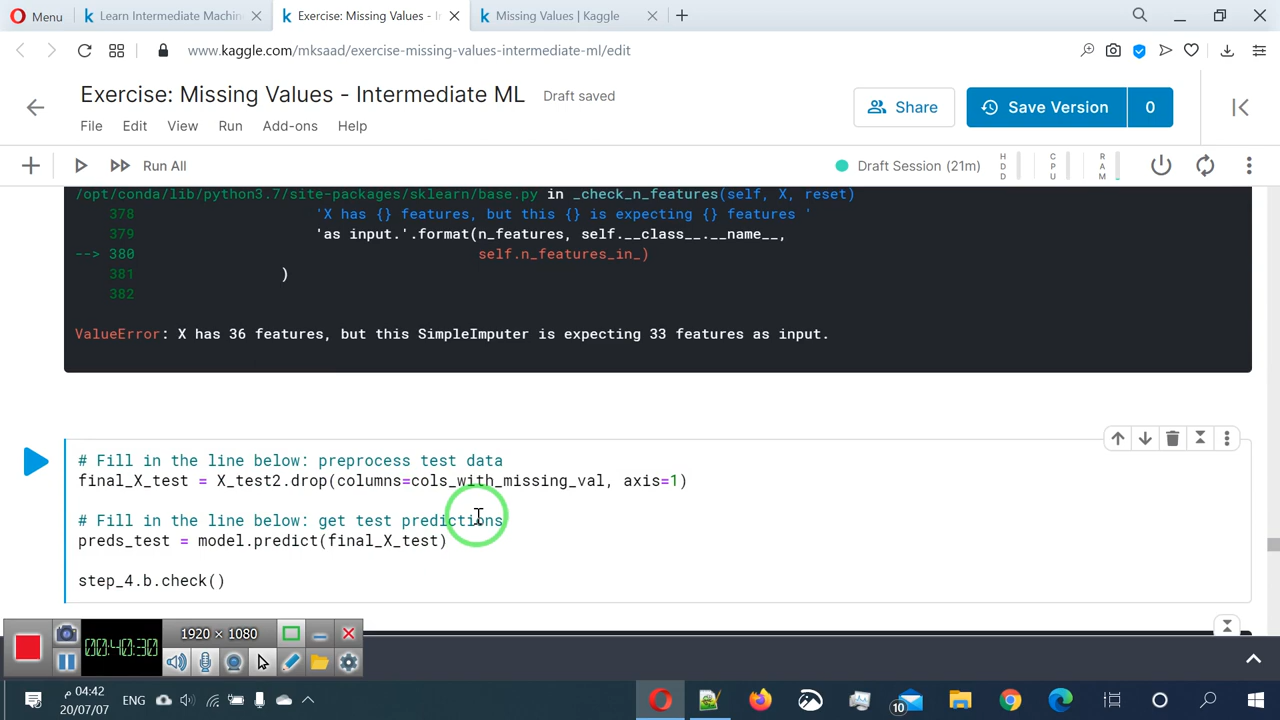 Menu
Learn Intermediate Machin
Exercise: Missing Values - In
Missing Values | Kaggle
www.kaggle.com/mksaad/exercise-missing-values-intermediate-ml/edit
Exercise: Missing Values - Intermediate ML
Draft saved
Share
Save Version
0
File Edit View Run Add-ons Help
Run All
Draft Session (21m)
HDD
CPU
RAM
/opt/conda/lib/python3.7/site-packages/sklearn/base.py in _check_n_features(self, X, reset)
378 'X has {} features, but this {} is expecting {} features '
379 'as input.'.format(n_features, self.__class__.__name__,
--> 380 self.n_features_in_)
381 )
382
ValueError: X has 36 features, but this SimpleImputer is expecting 33 features as input.
# Fill in the line below: preprocess test data
final_X_test = X_test2.drop(columns=cols_with_missing_val, axis=1)
# Fill in the line below: get test predictions
preds_test = model.predict(final_X_test)
step_4.b.check()
00:40:30
1920 × 1080
ENG
04:42 م
20/07/07
10